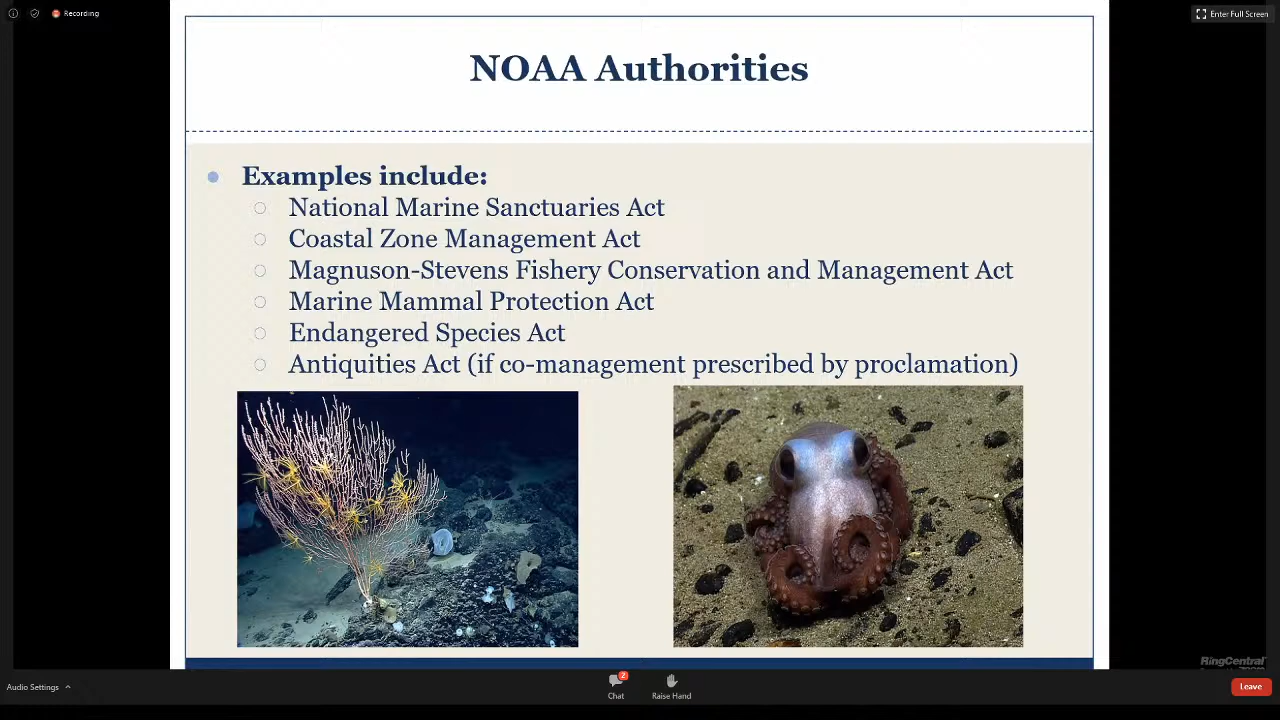 Recording
Enter Full Screen
NOAA Authorities
Examples include:
National Marine Sanctuaries Act
Coastal Zone Management Act
Magnuson-Stevens Fishery Conservation and Management Act
Marine Mammal Protection Act
Endangered Species Act
Antiquities Act (if co-management prescribed by proclamation)
RingCentral
Audio Settings
2
Chat
Raise Hand
Leave